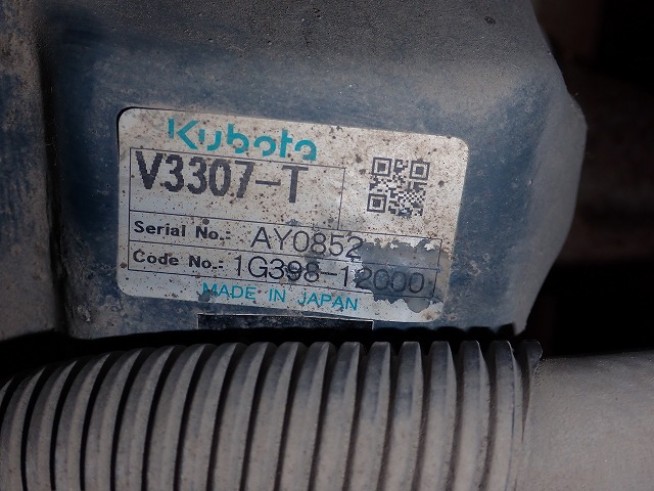 Kubota
V3307-T
Serial No.: AY0852
Code No.: 1G398-12000
MADE IN JAPAN